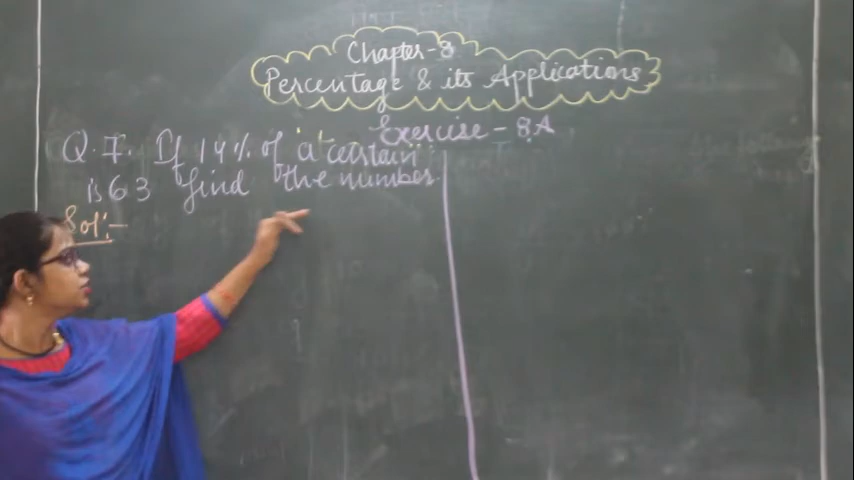 Chapter-8
Percentage & its Applications
Exercise - 8A
Q.7. If 14% of 'a' certain
is 63 find the number.
Sol:-